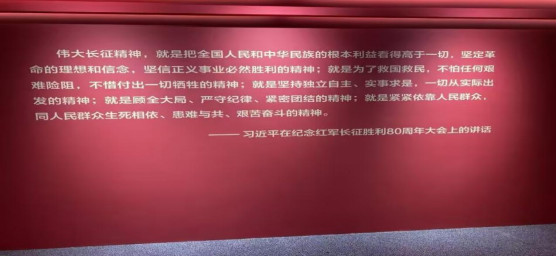 伟大长征精神，就是把全国人民和中华民族的根本利益看得高于一切，坚定革
命的理想和信念，坚信正义事业必然胜利的精神；就是为了救国救民，不怕任何艰
难险阻，不惜付出一切牺牲的精神；就是坚持独立自主、实事求是，一切从实际出
发的精神；就是顾全大局、严守纪律、紧密团结的精神；就是紧紧依靠人民群众，
同人民群众生死相依、患难与共、艰苦奋斗的精神。
——习近平在纪念红军长征胜利80周年大会上的讲话